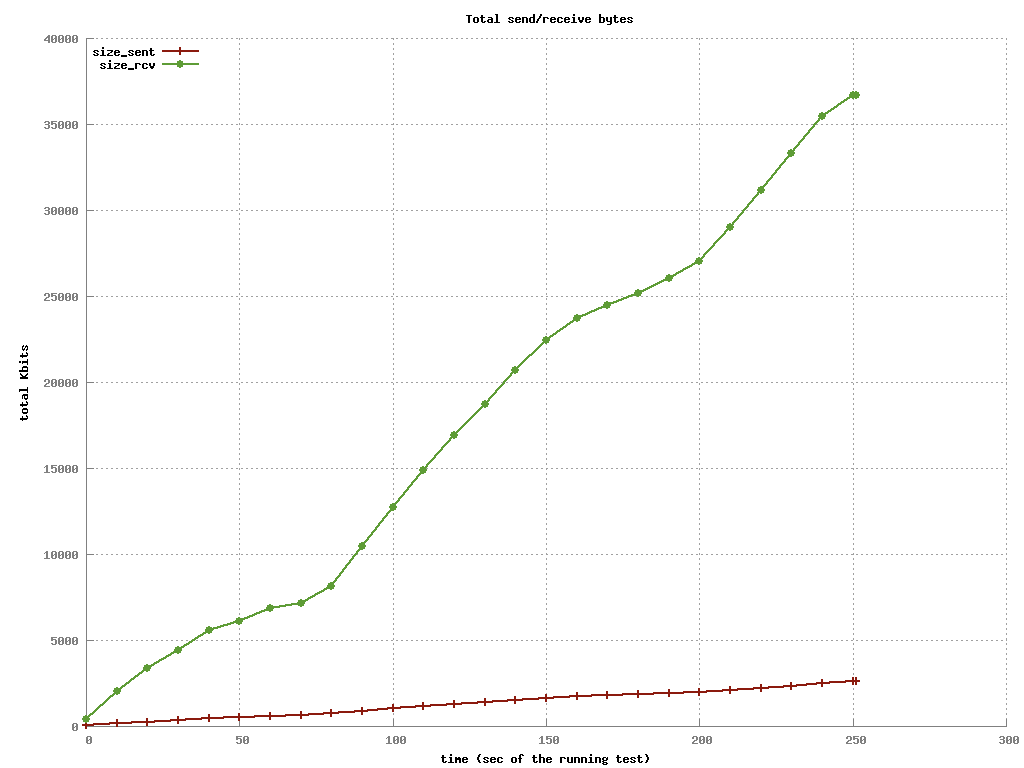 Total send/receive bytes
40000
size_sent
size_rcv
35000
30000
25000
total Kbits
20000
15000
10000
5000
0
0 50 100 150 200 250 300
time (sec of the running test)